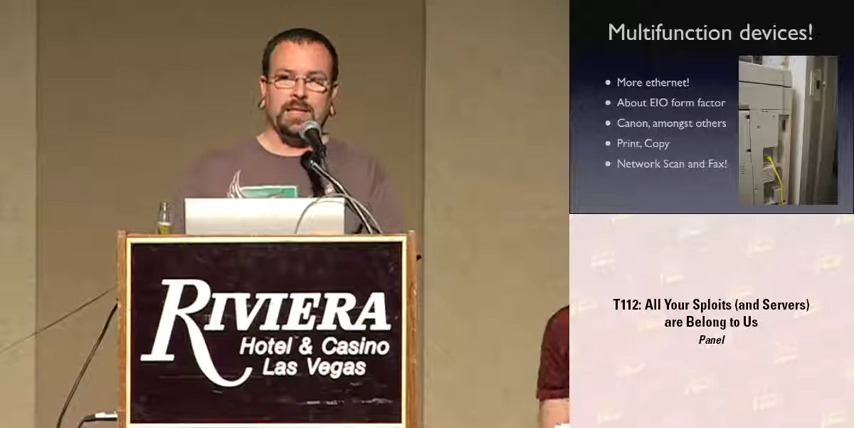 Multifunction devices!
More ethernet!
About EIO form factor
Canon, amongst others
Print, Copy
Network Scan and Fax!
T112: All Your Sploits (and Servers)
are Belong to Us
Panel
RIVIERA
Hotel & Casino
Las Vegas